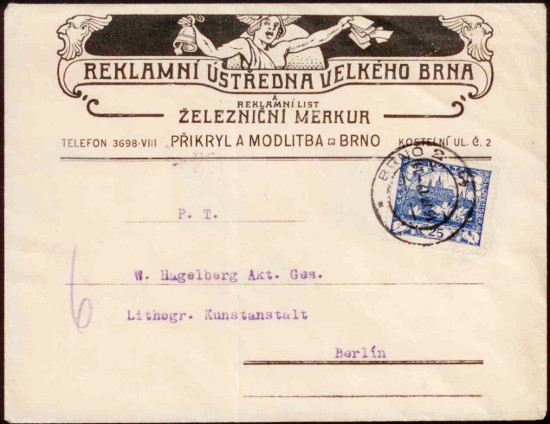 REKLAMNÍ ÚSTŘEDNA VELKÉHO BRNA
A
REKLAMNÍ LIST
ŽELEZNIČNÍ MERKUR
TELEFON 3698-VIII PŘIKRYL A MODLITBA BRNO KOSTELNÍ UL. Č. 2
BRNO 2
25
P. T.
W. Hagelberg Akt. Ges.
Lithogr. Kunstanstalt
Berlin
6